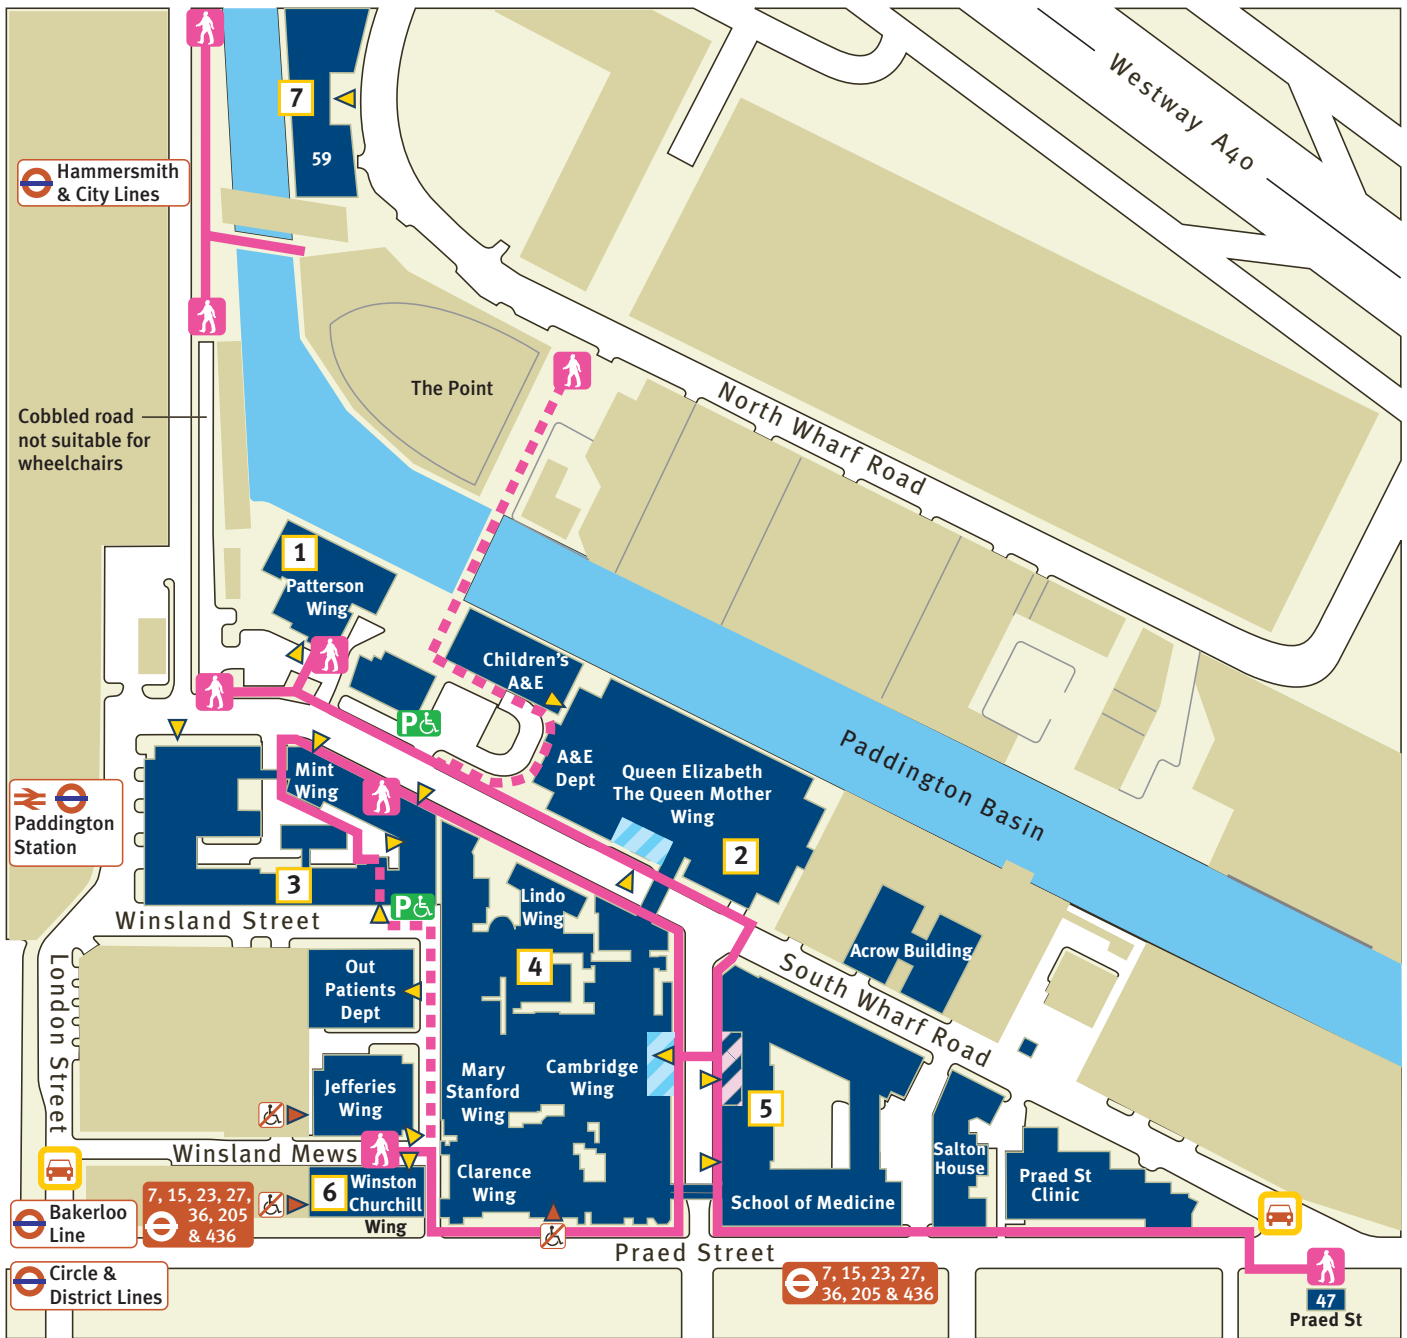 7
59
Westway A40
Hammersmith
& City Lines
The Point
North Wharf Road
Cobbled road
not suitable for
wheelchairs
1
Patterson
Wing
Children's
A&E
P
A&E
Dept
Queen Elizabeth
The Queen Mother
Wing
2
Paddington Basin
Mint
Wing
Paddington
Station
3
P
Winsland Street
Lindo
Wing
4
Acrow Building
South Wharf Road
London Street
Out
Patients
Dept
Jefferies
Wing
Mary
Stanford
Wing
Cambridge
Wing
5
Salton
House
Praed St
Clinic
Winsland Mews
Clarence
Wing
School of Medicine
6
Winston
Churchill
Wing
7, 15, 23, 27,
36, 205
& 436
Bakerloo
Line
Praed Street
Circle &
District Lines
7, 15, 23, 27,
36, 205 & 436
47
Praed St